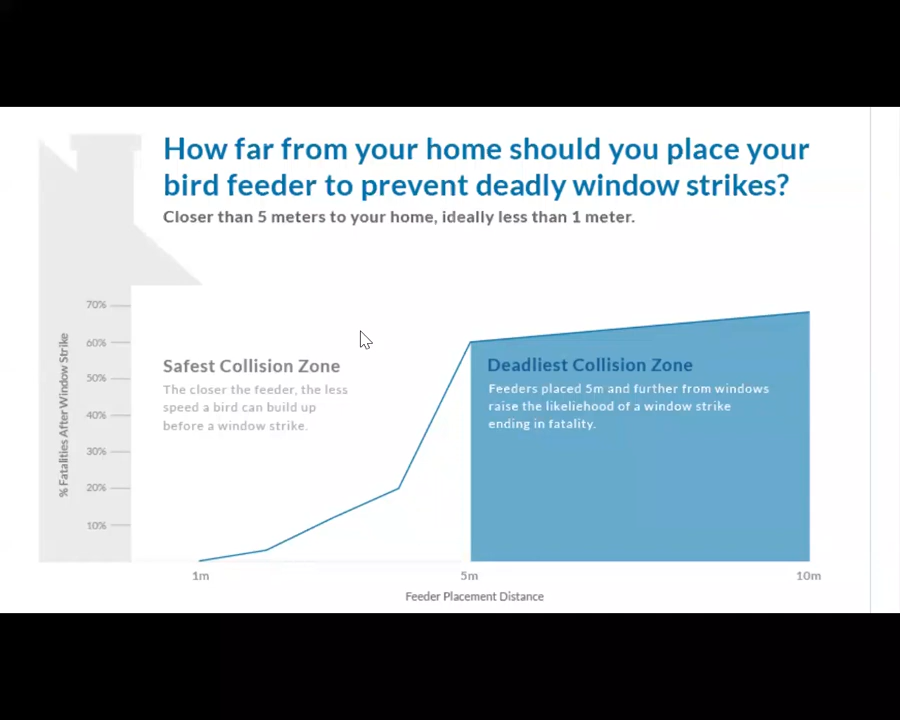 How far from your home should you place your
bird feeder to prevent deadly window strikes?
Closer than 5 meters to your home, ideally less than 1 meter.
% Fatalities After Window Strike
70%
60%
50%
40%
30%
20%
10%
Safest Collision Zone
The closer the feeder, the less
speed a bird can build up
before a window strike.
Deadliest Collision Zone
Feeders placed 5m and further from windows
raise the likeliehood of a window strike
ending in fatality.
1m
5m
10m
Feeder Placement Distance